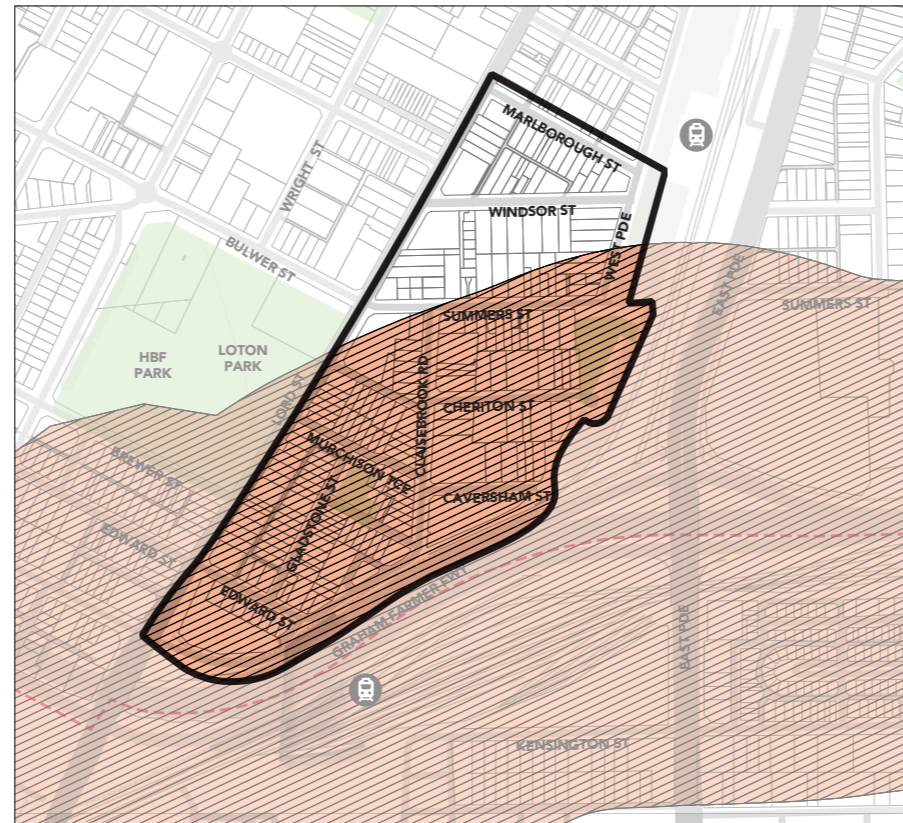 MARLBOROUGH ST
WRIGHT ST
WINDSOR ST
BULWER ST
WEST PDE
EAST PDE
SUMMERS ST
SUMMERS ST
HBF
PARK
LOTON
PARK
LORD ST
CLAISEBROOK RD
CHERITON ST
MURCHISON TCE
BREWER ST
CAVERSHAM ST
GLADSTONE ST
EDWARD ST
EDWARD ST
GRAHAM FARMER FWY
EAST PDE
KENSINGTON ST